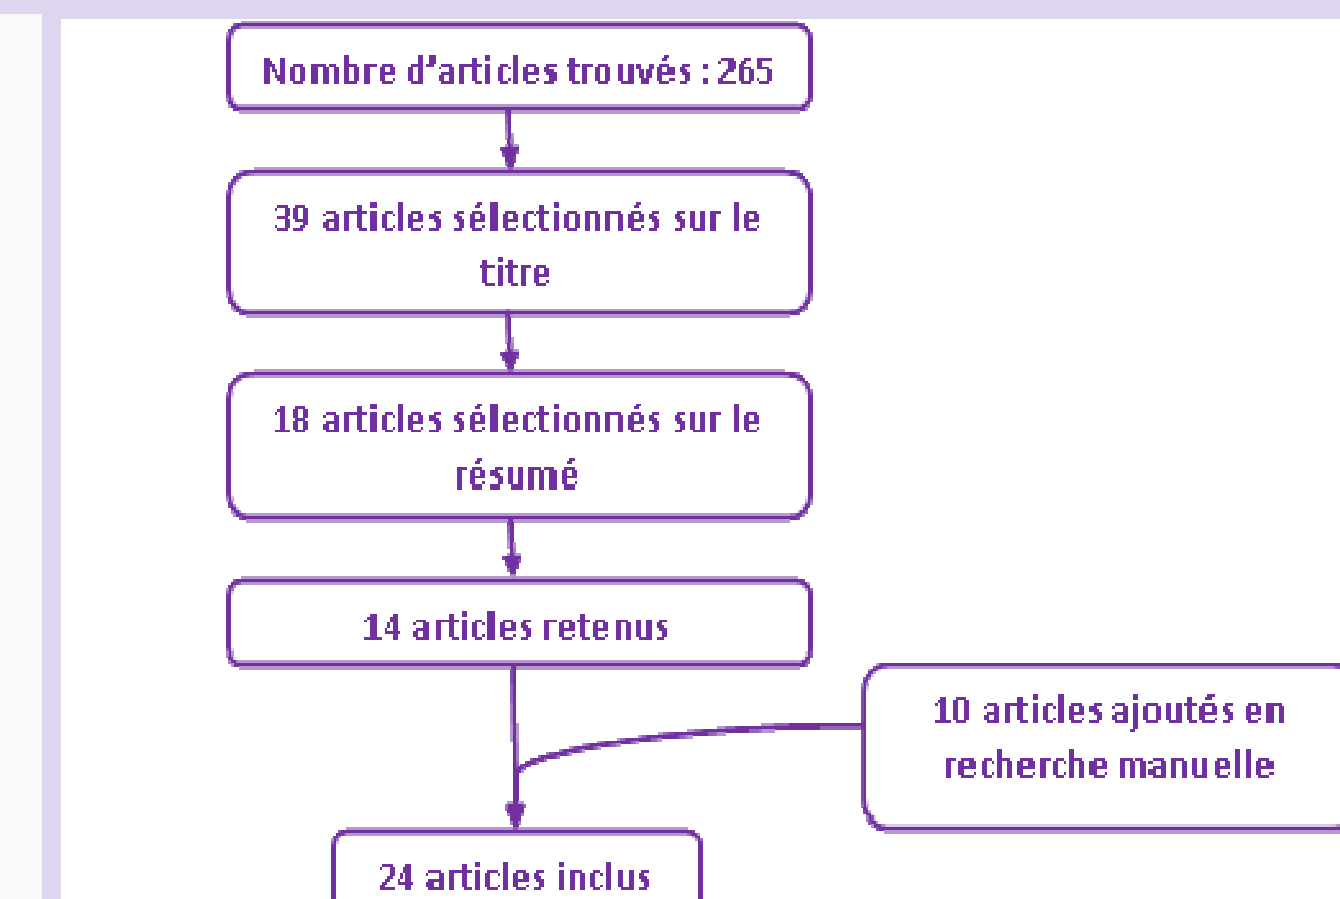 Nombre d'articles trouvés : 265
39 articles sélectionnés sur le
titre
18 articles sélectionnés sur le
résumé
14 articles retenus
10 articles ajoutés en
recherche manuelle
24 articles inclus